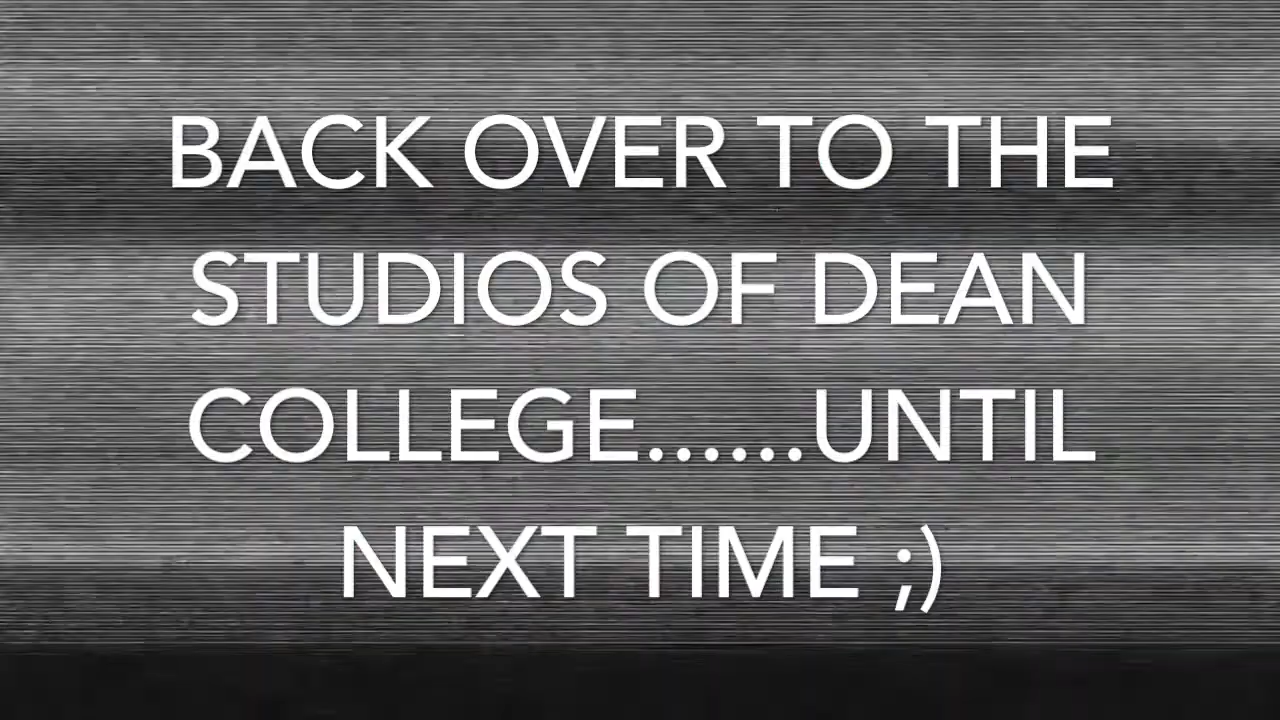 BACK OVER TO THE
STUDIOS OF DEAN
COLLEGE......UNTIL
NEXT TIME ;)